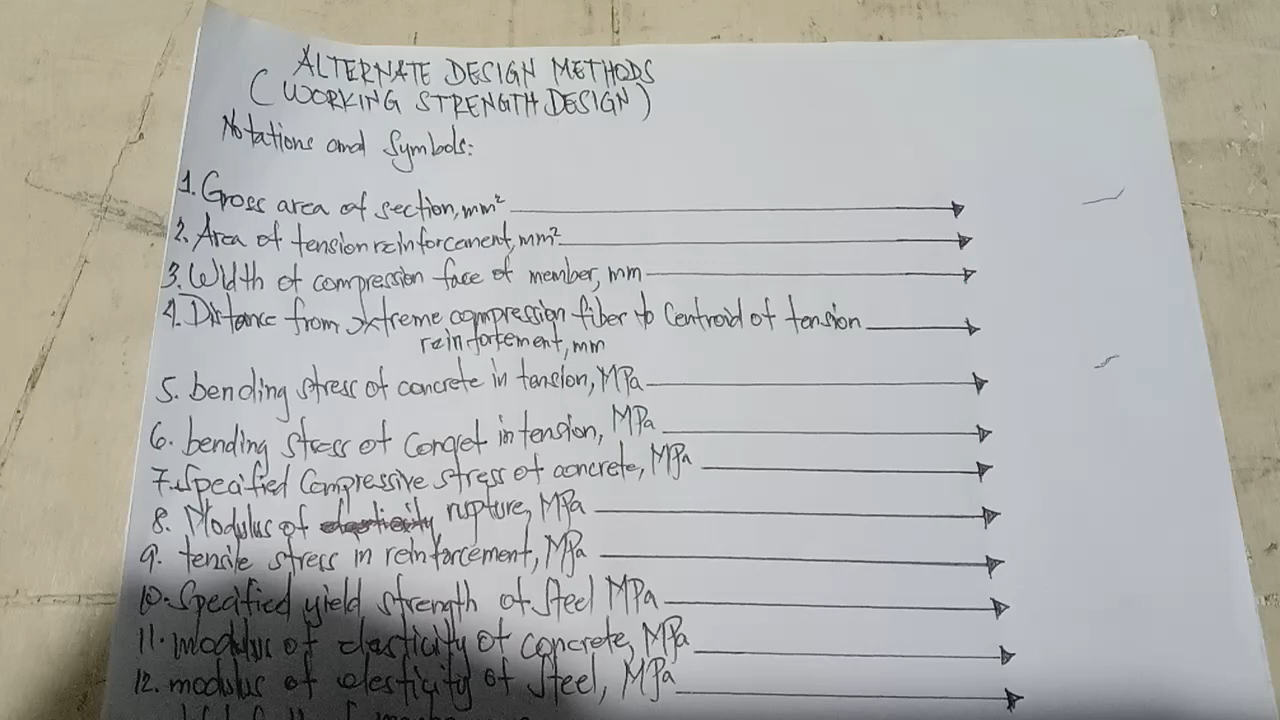 ALTERNATE DESIGN METHODS
(WORKING STRENGTH DESIGN)
Notations and Symbols:
1. Gross area of section, mm²
2. Area of tension reinforcement, mm²
3. Width of compression face of member, mm
4. Distance from extreme compression fiber to Centroid of tension
reinforcement, mm
5. bending stress of concrete in tension, MPa
6. bending stress of in tension, MPa
7. Specified Compressive stress of concrete, MPa
8. Modulus of rupture, MPa
9. tensile stress in reinforcement, MPa
10. Specified yield strength of Steel MPa
11. modulus of elasticity of concrete, MPa
12. modulus of elesticity of Steel, MPa